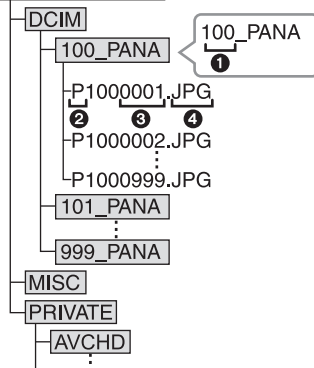 DCIM
100_PANA
100_PANA
❶
P1000001.JPG
❷ ❸ ❹
P1000002.JPG
P1000999.JPG
101_PANA
999_PANA
MISC
PRIVATE
AVCHD